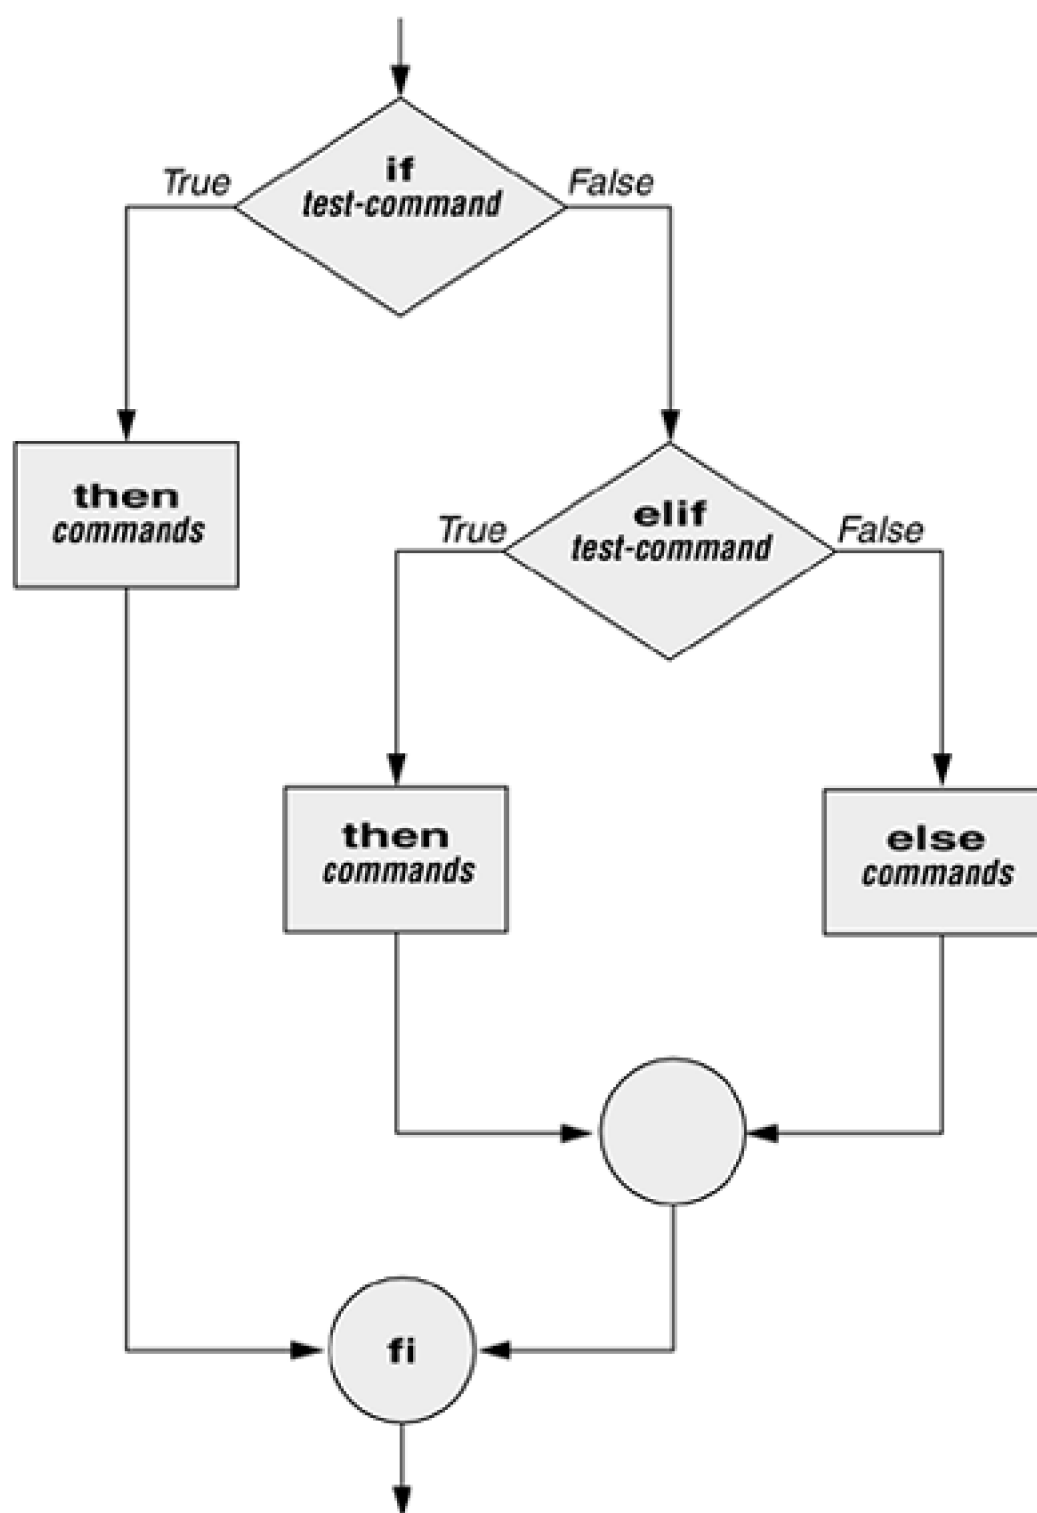 if
test-command
True
False
then
commands
elif
test-command
True
False
then
commands
else
commands
fi